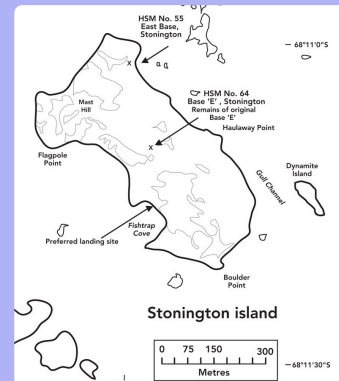 HSM No. 55
East Base,
Stonington
68°11'0"S
HSM No. 64
Base 'E' , Stonington
Remains of original
Base 'E'
Haulaway Point
Mast
Hill
Flagpole
Point
Dynamite
Island
Gull Channel
Fishtrap
Cove
Preferred landing site
Boulder
Point
Stonington island
0 75 150 300
Metres
68°11'30"S